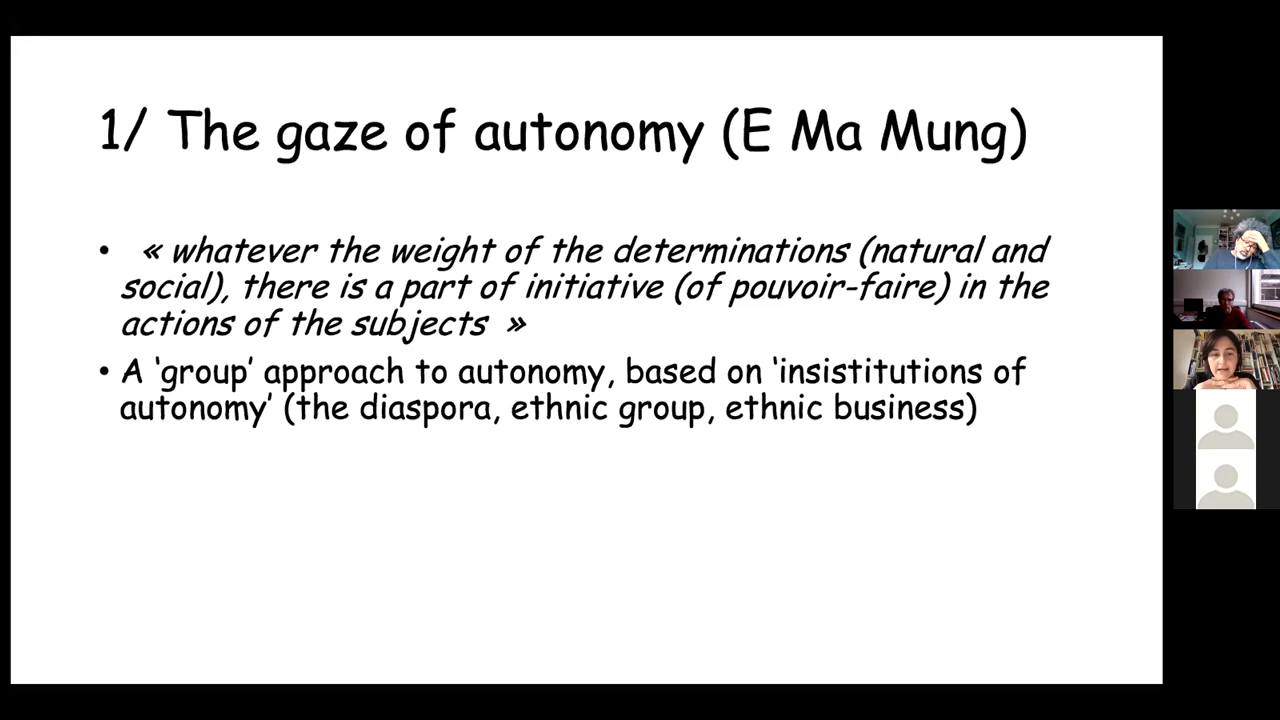 1/ The gaze of autonomy (E Ma Mung)
• « whatever the weight of the determinations (natural and
social), there is a part of initiative (of pouvoir-faire) in the
actions of the subjects »
• A ‘group’ approach to autonomy, based on ‘insistitutions of
autonomy’ (the diaspora, ethnic group, ethnic business)